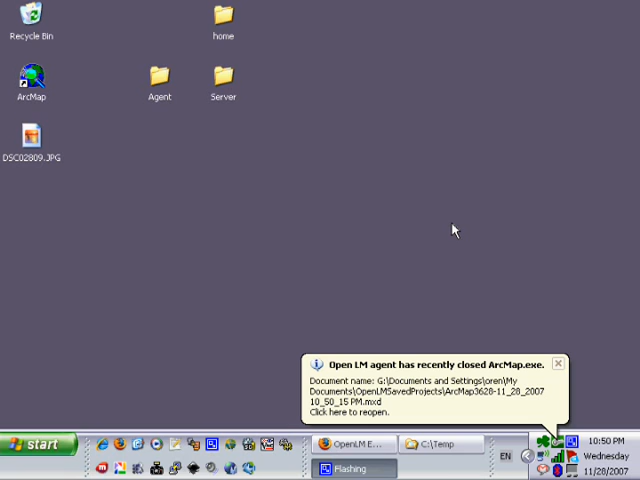 Recycle Bin
home
ArcMap
Agent
Server
DSC02809.JPG
Open LM agent has recently closed ArcMap.exe.
Document name: G:\Documents and Settings\oren\My
Documents\OpenLMSavedProjects\ArcMap3628-11_28_2007
10_50_15 PM.mxd
Click here to reopen.
start
OpenLM E...
C:\Temp
Flashing
EN
10:50 PM
Wednesday
11/28/2007